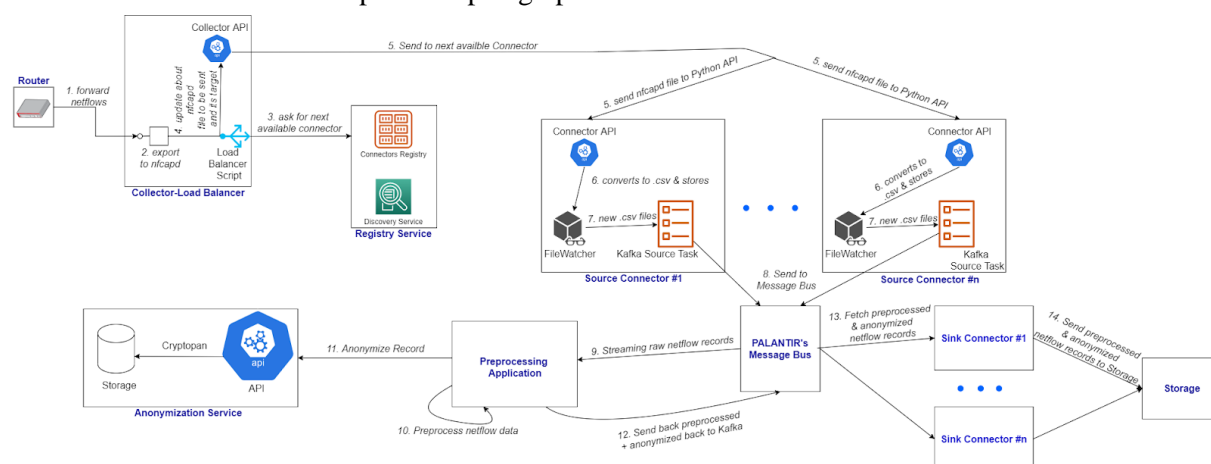 Collector API
5. Send to next availble Connector
Router
1. forward
netflows
4. update about
nfcapd
file to be sent
and its target
2. export
to nfcapd
Load
Balancer
Script
Collector-Load Balancer
3. ask for next
available connector
Connectors Registry
Discovery Service
Registry Service
5. send nfcapd file to Python API
5. send nfcapd file to Python API
Connector API
api
6. converts to .csv & stores
7. new .csv files
FileWatcher
Kafka Source Task
Source Connector #1
Connector API
api
6. converts to
.csv & stores
7. new .csv files
FileWatcher
Kafka
Source Task
Source Connector #n
8. Send to
Message Bus
PALANTIR's
Message Bus
9. Streaming raw netflow records
Preprocessing
Application
10. Preprocess netflow data
11. Anonymize Record
Cryptopan
Storage
api
API
Anonymization Service
12. Send back preprocessed
+ anonymized back to Kafka
13. Fetch preprocessed
& anonymized
netflow records
Sink Connector #1
Sink Connector #n
14. Send preprocessed
& anonymized
netflow records to Storage
Storage